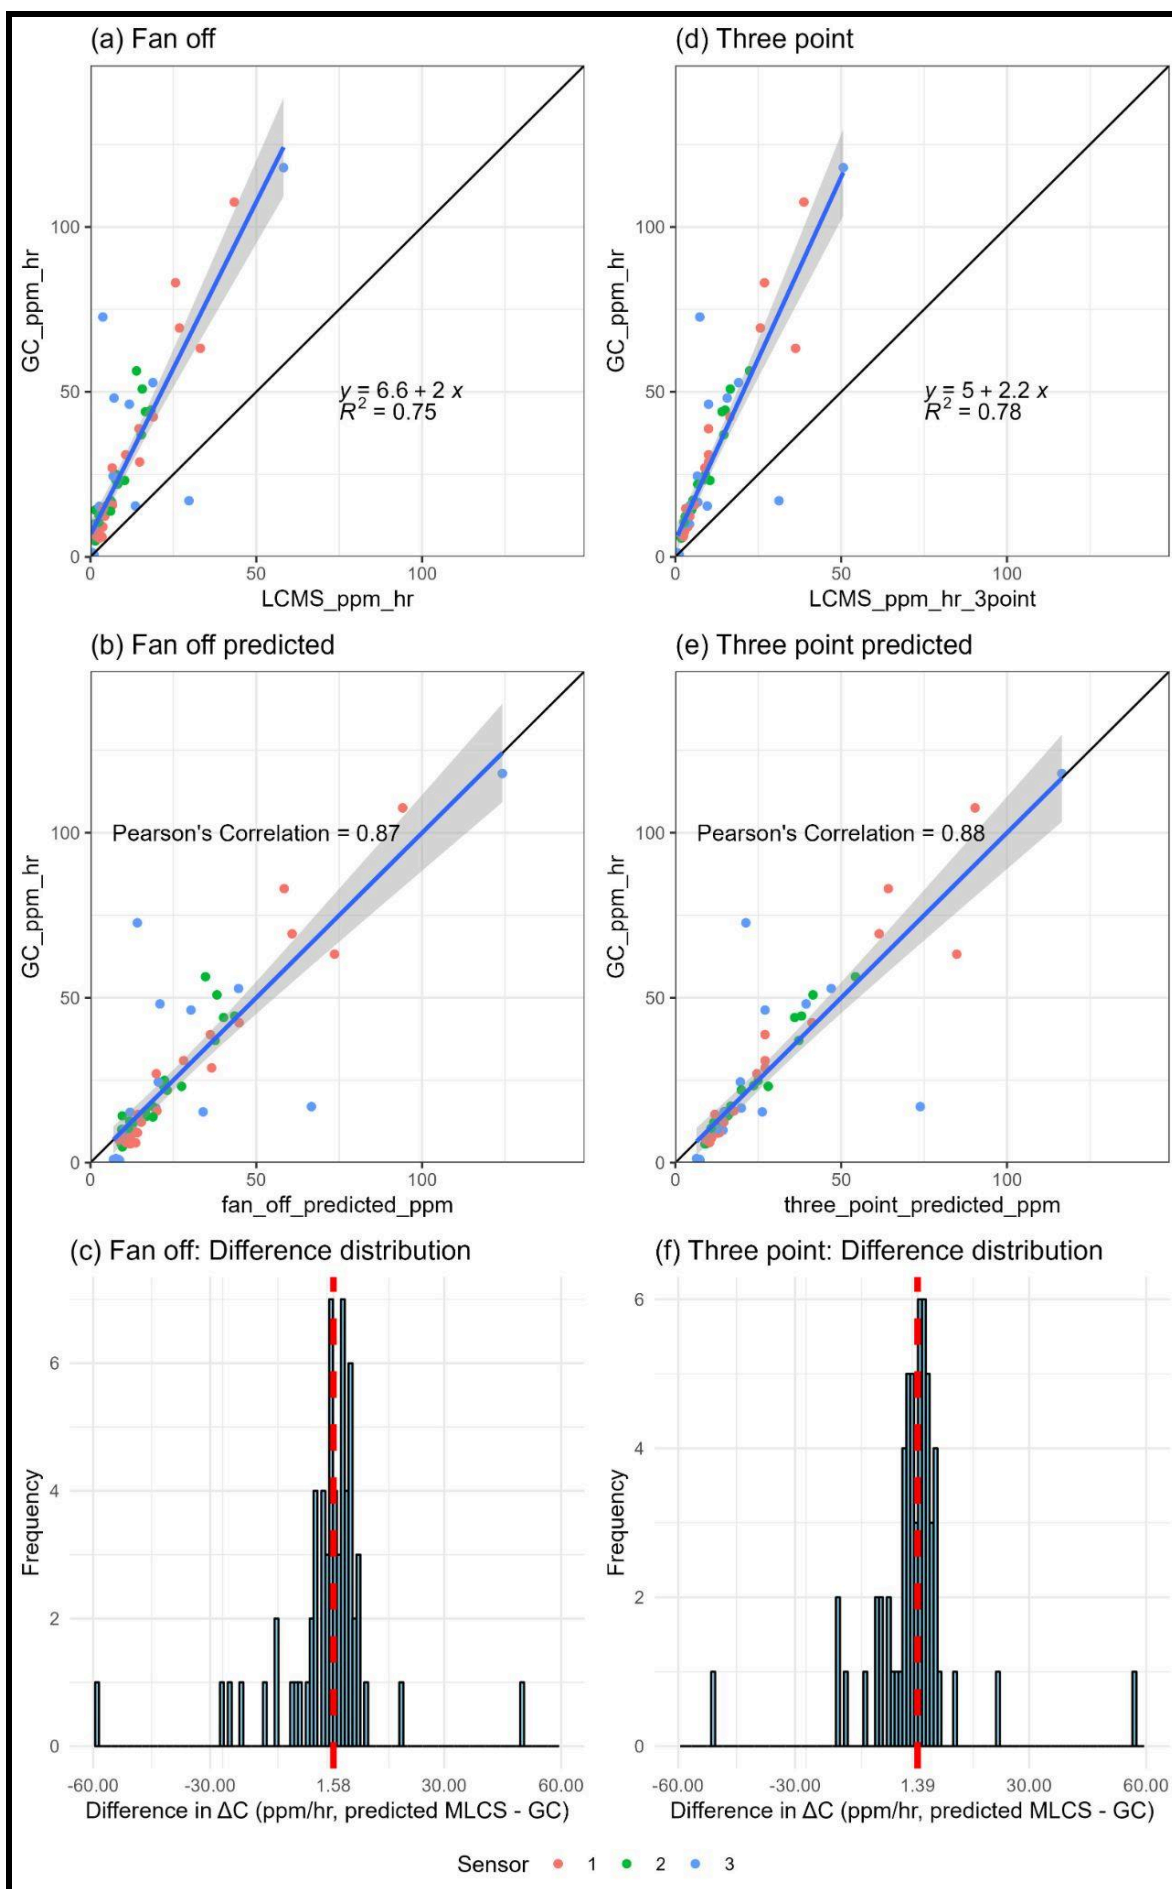 (a) Fan off
GC_ppm_hr
100
50
0
y = 6.6 + 2 x
R² = 0.75
0 50 100
LCMS_ppm_hr
(d) Three point
GC_ppm_hr
100
50
0
y = 5 + 2.2 x
R² = 0.78
0 50 100
LCMS_ppm_hr_3point
(b) Fan off predicted
GC_ppm_hr
100
50
0
Pearson's Correlation = 0.87
0 50 100
fan_off_predicted_ppm
(e) Three point predicted
GC_ppm_hr
100
50
0
Pearson's Correlation = 0.88
0 50 100
three_point_predicted_ppm
(c) Fan off: Difference distribution
Frequency
6
4
2
0
-60.00 -30.00 1.58 30.00 60.00
Difference in ΔC (ppm/hr, predicted MLCS - GC)
(f) Three point: Difference distribution
Frequency
6
4
2
0
-60.00 -30.00 1.39 30.00 60.00
Difference in ΔC (ppm/hr, predicted MLCS - GC)
Sensor 1 2 3